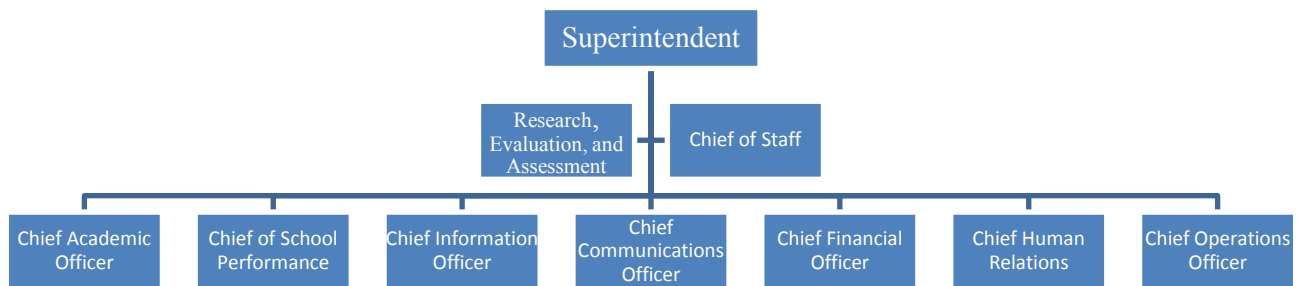 Superintendent
Research,
Evaluation, and
Assessment
Chief of Staff
Chief Academic
Officer
Chief of School
Performance
Chief Information
Officer
Chief
Communications
Officer
Chief Financial
Officer
Chief Human
Relations
Chief Operations
Officer